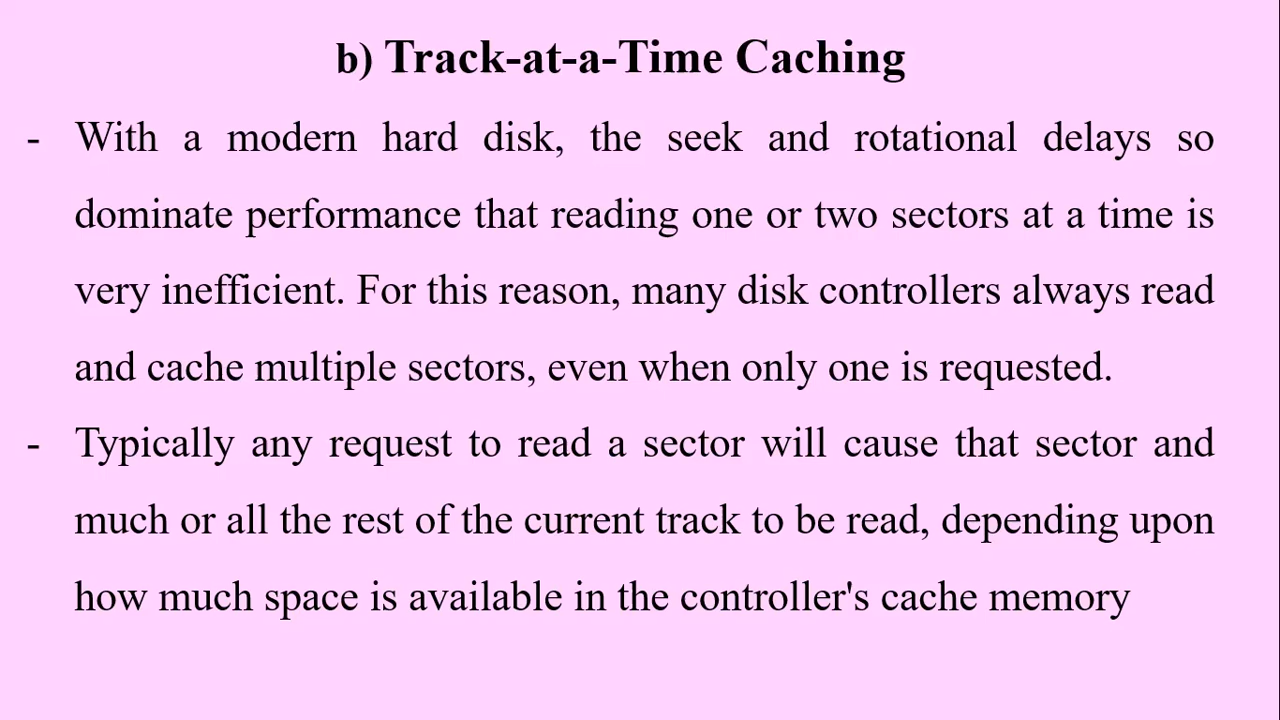 b) Track-at-a-Time Caching
- With a modern hard disk, the seek and rotational delays so
dominate performance that reading one or two sectors at a time is
very inefficient. For this reason, many disk controllers always read
and cache multiple sectors, even when only one is requested.
- Typically any request to read a sector will cause that sector and
much or all the rest of the current track to be read, depending upon
how much space is available in the controller's cache memory